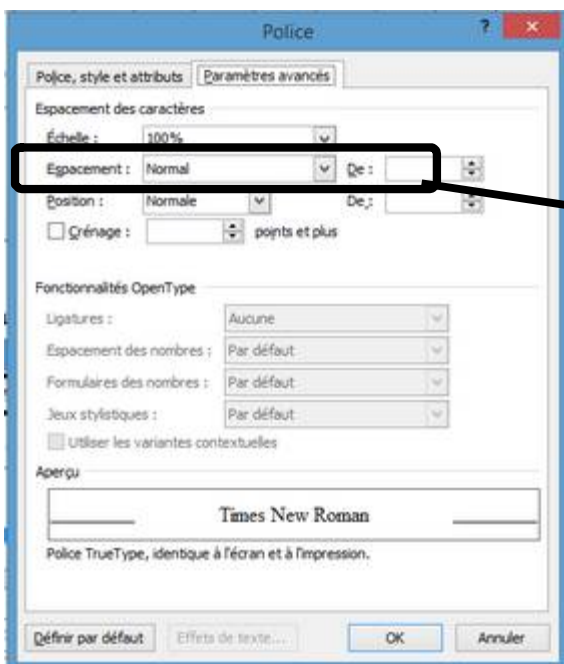 Police ?
Police, style et attributs Paramètres avancés
Espacement des caractères
Échelle : 100%
Espacement : Normal De :
Position : Normale De :
Crénage : points et plus
Fonctionnalités OpenType
Ligatures : Aucune
Espacement des nombres : Par défaut
Formulaires des nombres : Par défaut
Jeux stylistiques : Par défaut
Utiliser les variantes contextuelles
Aperçu
Times New Roman
Police TrueType, identique à l'écran et à l'impression.
Définir par défaut Effets de texte... OK Annuler